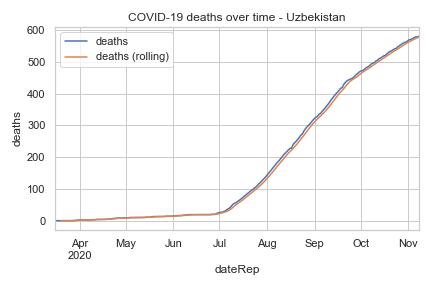 COVID-19 deaths over time - Uzbekistan
600
deaths
deaths (rolling)
500
400
300
200
100
0
deaths
Apr May Jun Jul Aug Sep Oct Nov
2020
dateRep